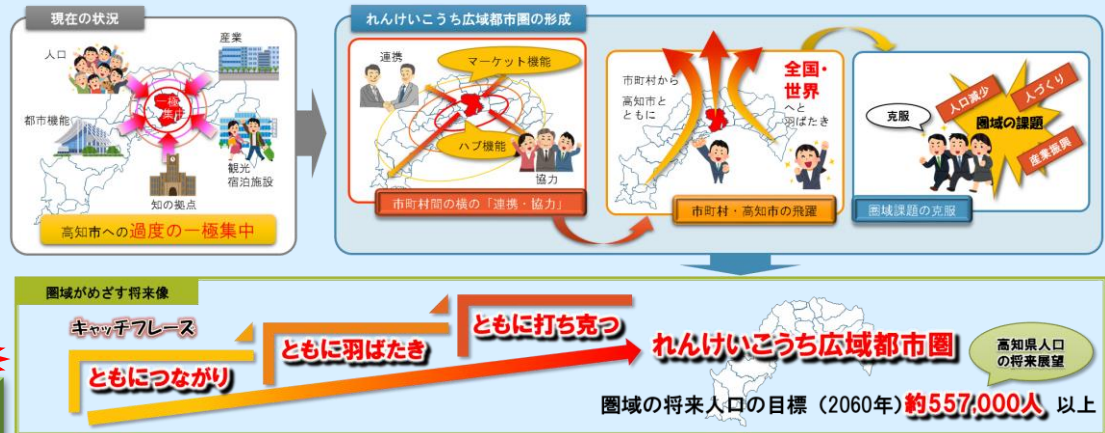 現在の状況
人口
産業
一極
集中
都市機能
観光
宿泊施設
知の拠点
高知市への過度の一極集中
れんけいこうち広域都市圏の形成
連携
マーケット機能
ハブ機能
協力
市町村間の横の「連携・協力」
市町村から
高知市と
ともに
全国・
世界
へと
羽ばたき
市町村・高知市の飛躍
克服
人口減少
人づくり
圏域の課題
産業振興
圏域課題の克服
圏域がめざす将来像
キャッチフレーズ
ともにつながり
ともに羽ばたき
ともに打ち克つ
れんけいこうち広域都市圏
高知県人口
の将来展望
圏域の将来人口の目標（2060年）約557,000人 以上